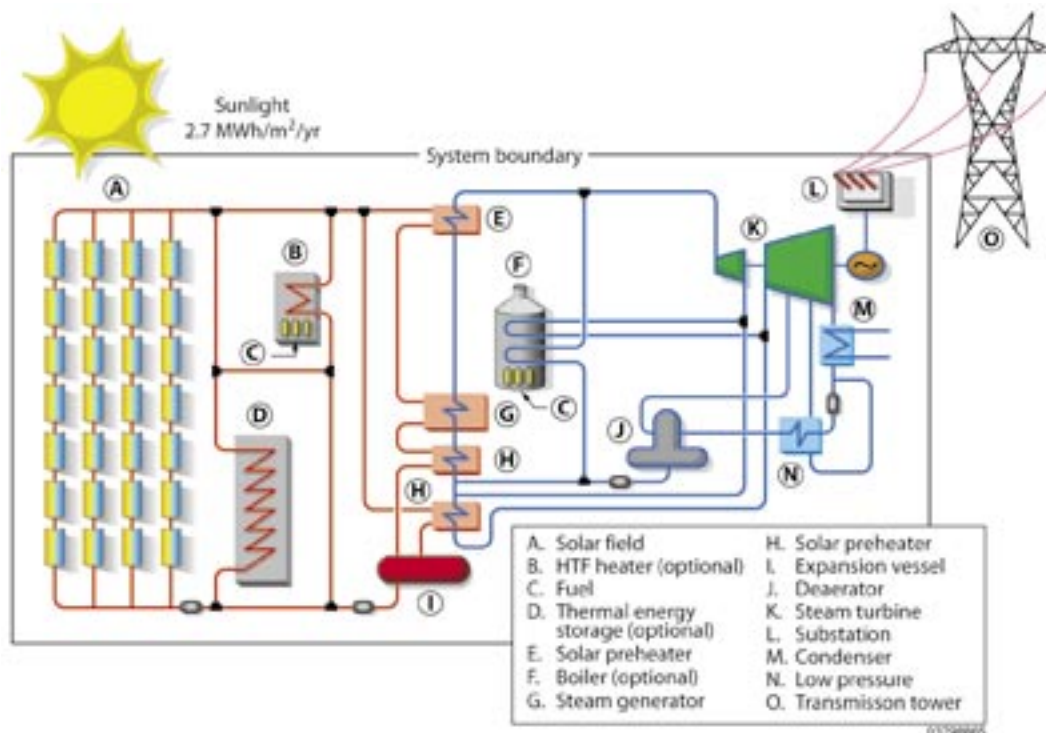 Sunlight
2.7 MWh/m²/yr
System boundary
A
B
C
D
E
F
C
G
H
H
I
J
K
L
M
N
O
A. Solar field
B. HTF heater (optional)
C. Fuel
D. Thermal energy
storage (optional)
E. Solar preheater
F. Boiler (optional)
G. Steam generator
H. Solar preheater
I. Expansion vessel
J. Deaerator
K. Steam turbine
L. Substation
M. Condenser
N. Low pressure
O. Transmisson tower